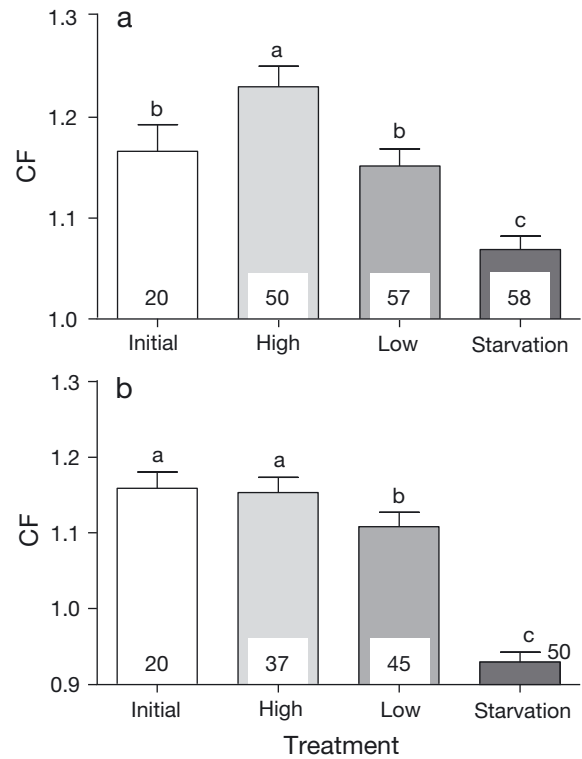 a
1.3
1.2
1.1
1.0
CF
b
a
b
c
20
50
57
58
Initial
High
Low
Starvation
b
1.3
1.2
1.1
1.0
0.9
CF
a
a
b
c
20
37
45
50
Initial
High
Low
Starvation
Treatment